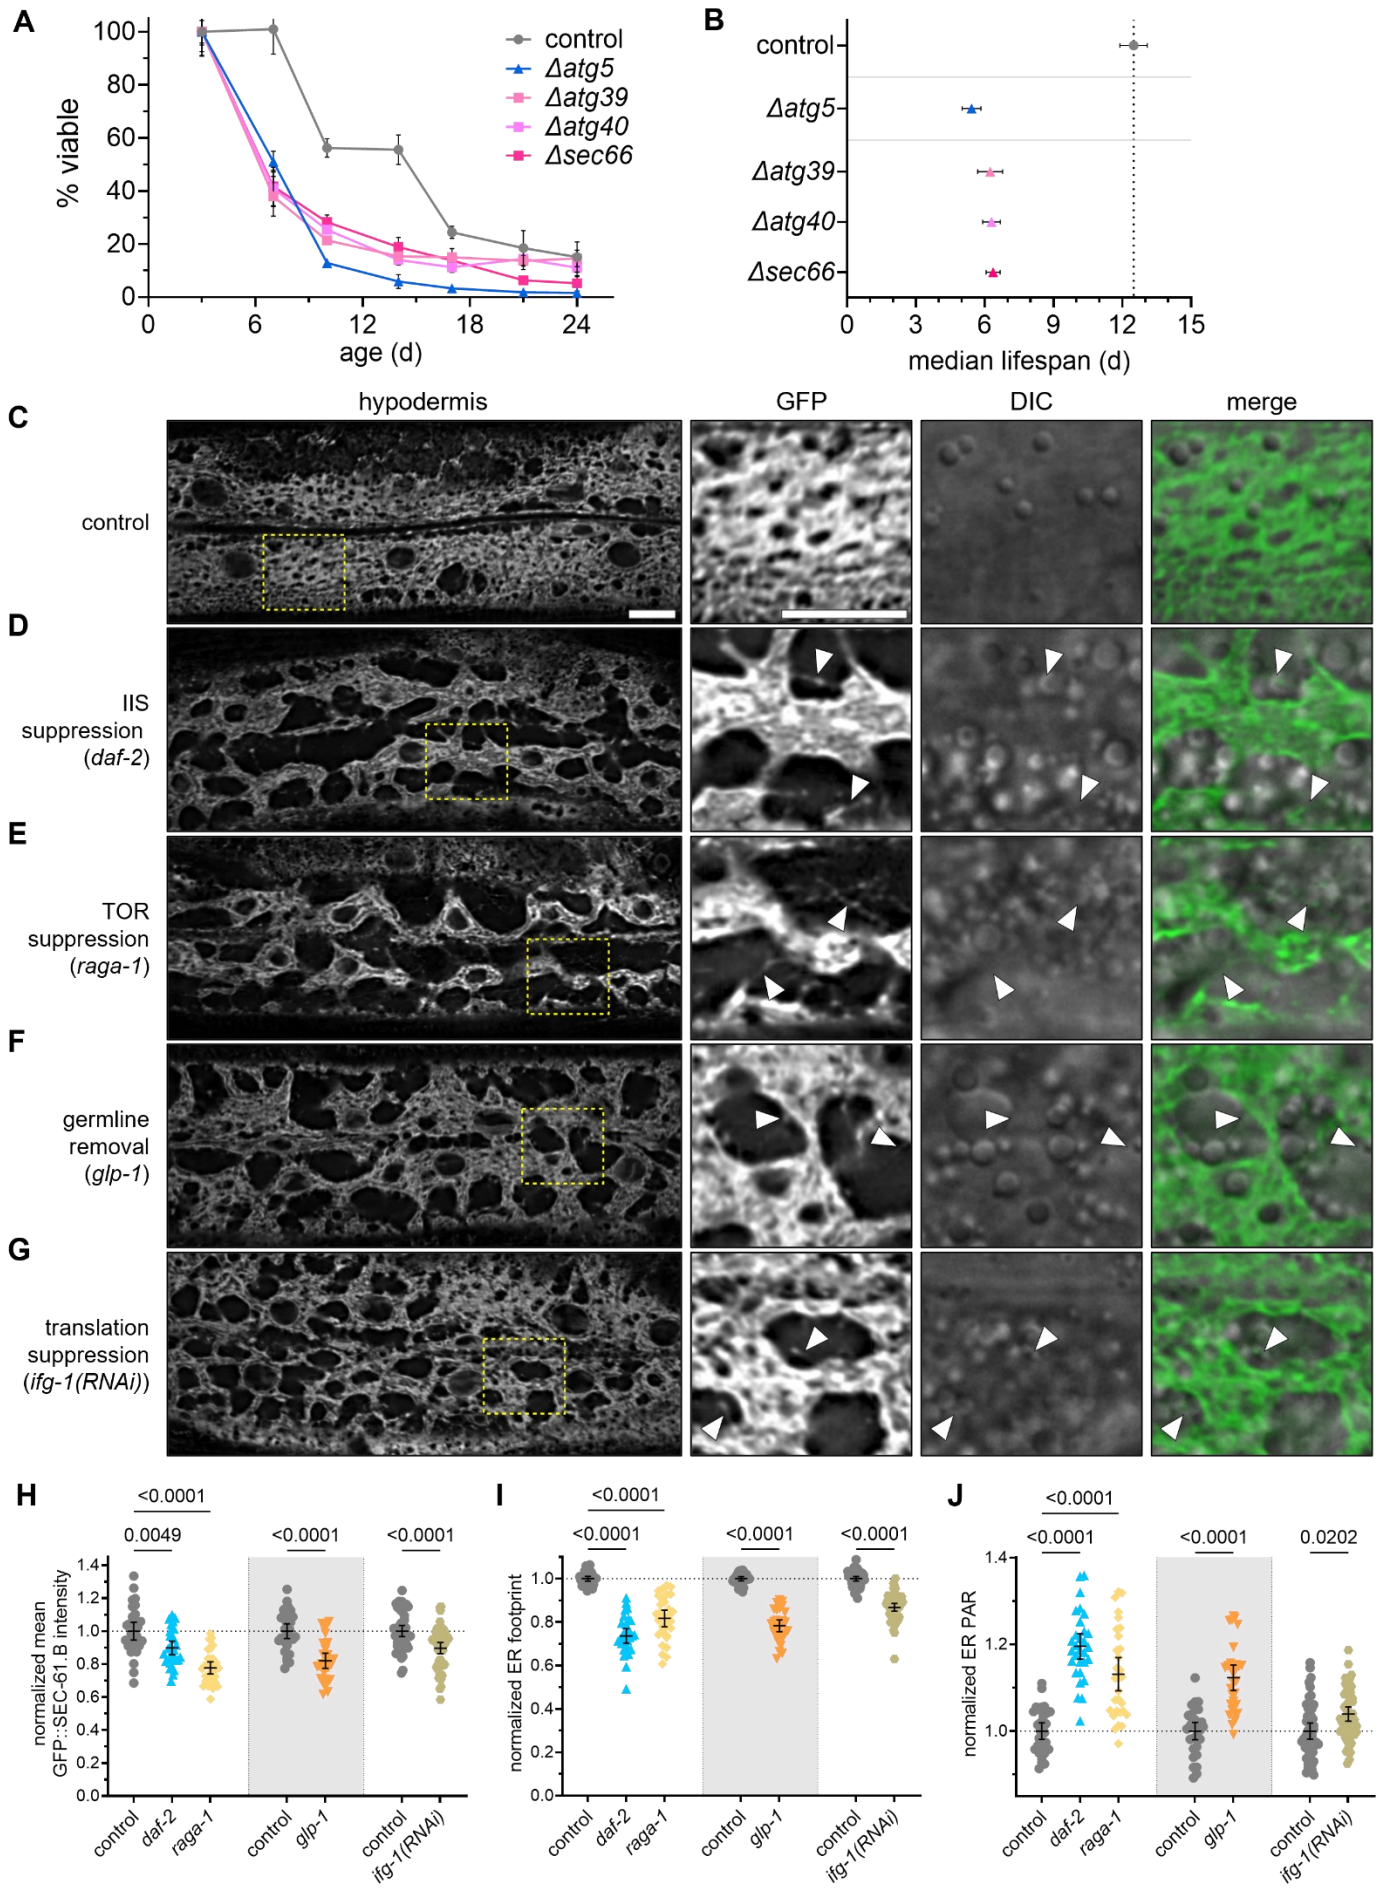 A
% viable
100
80
60
40
20
0
0 6 12 18 24
age (d)
control
Δatg5
Δatg39
Δatg40
Δsec66
B
control
Δatg5
Δatg39
Δatg40
Δsec66
0 3 6 9 12 15
median lifespan (d)
hypodermis GFP DIC merge
C
control
D
IIS
suppression
(daf-2)
E
TOR
suppression
(raga-1)
F
germline
removal
(glp-1)
G
translation
suppression
(ifg-1(RNAi))
H
<0.0001
0.0049 <0.0001 <0.0001
normalized mean
GFP::SEC-61.B intensity
1.4
1.2
1.0
0.8
0.6
0.4
0.2
0.0
control daf-2 raga-1 control glp-1 control ifg-1(RNAi)
I
<0.0001
<0.0001 <0.0001 <0.0001
normalized ER footprint
1.0
0.8
0.6
0.4
0.2
0.0
control daf-2 raga-1 control glp-1 control ifg-1(RNAi)
J
<0.0001
<0.0001 <0.0001 0.0202
normalized ER PAR
1.4
1.2
1.0
control daf-2 raga-1 control glp-1 control ifg-1(RNAi)